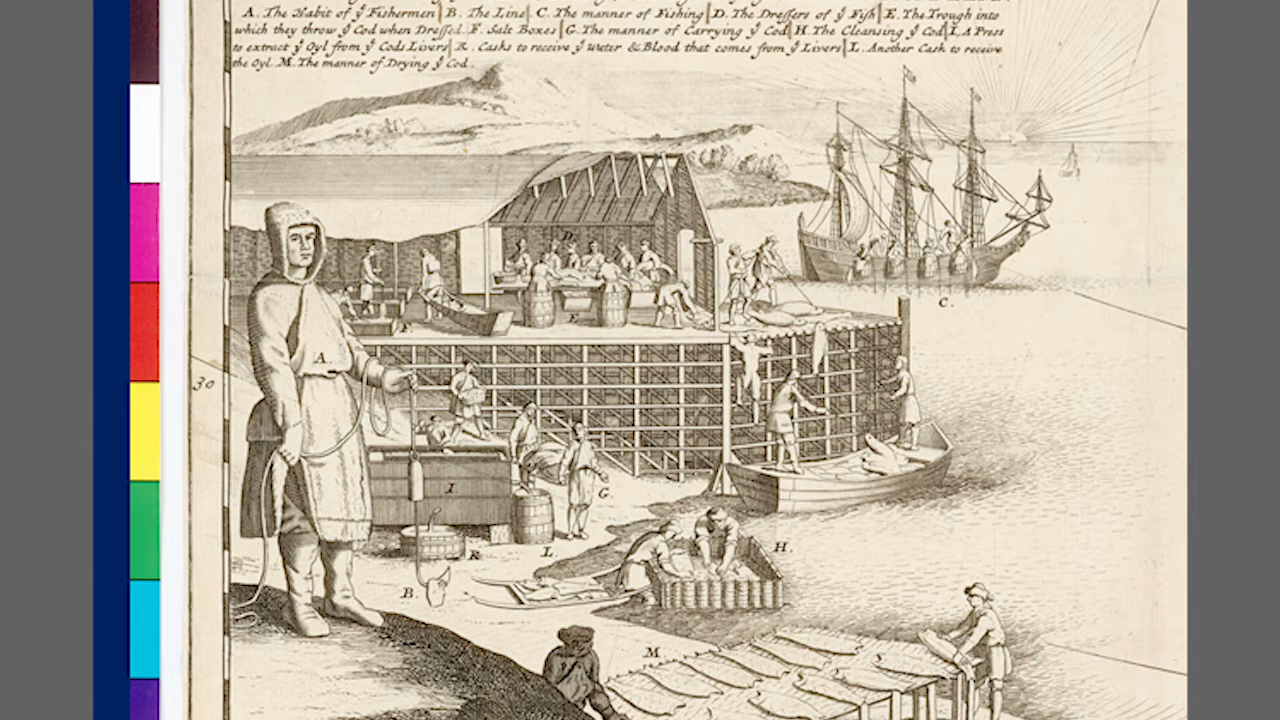 A. The Habit of ỹ Fishermen | B. The Line | C. The manner of Fishing | D. The Dressers of ỹ Fish | E. The Trough into
which they throw ỹ Cod when Dressed. F. Salt Boxes | G. The manner of Carrying ỹ Cod | H. The Cleansing ỹ Cod | I. A Press
to extract ỹ Oyl from ỹ Cods Livers | K. Casks to receive ỹ Water & Blood that comes from ỹ Livers | L. Another Cask to receive
the Oyl. M. The manner of Drying ỹ Cod.
C.
E
A
30
I
G
L.
K
H.
B.
M